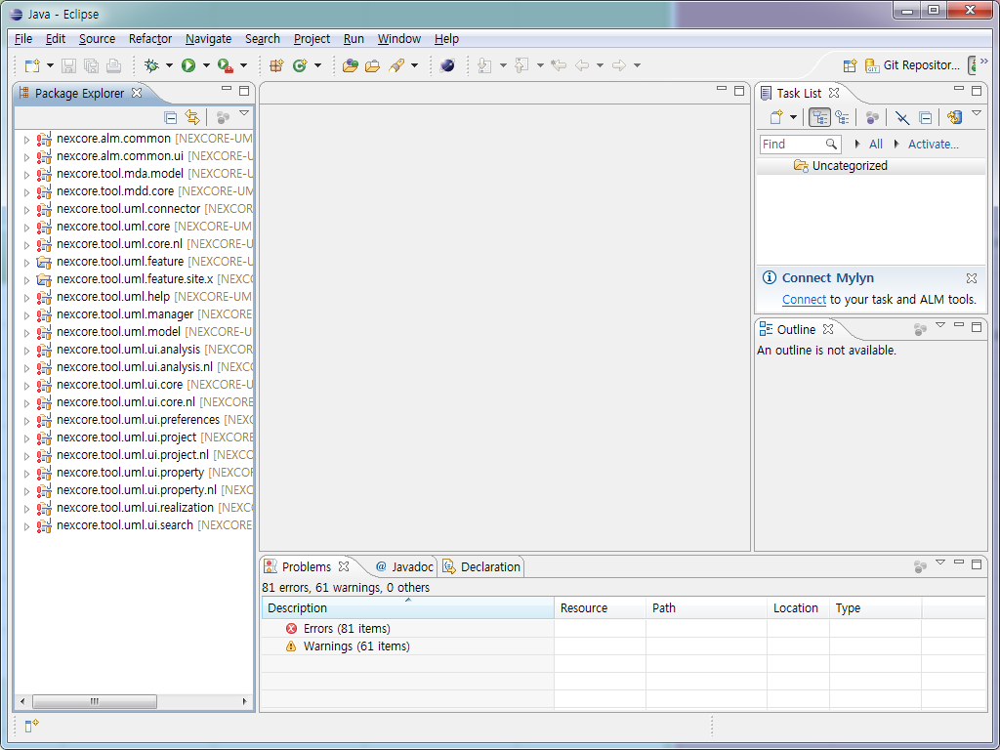 Java - Eclipse
File Edit Source Refactor Navigate Search Project Run Window Help
Git Repositor...
Package Explorer
nexcore.alm.common [NEXCORE-UM
nexcore.alm.common.ui [NEXCORE-U
nexcore.tool.mda.model [NEXCORE-U
nexcore.tool.mdd.core [NEXCORE-UM
nexcore.tool.uml.connector [NEXCOR
nexcore.tool.uml.core [NEXCORE-UM
nexcore.tool.uml.core.nl [NEXCORE-U
nexcore.tool.uml.feature [NEXCORE-U
nexcore.tool.uml.feature.site.x [NEXCO
nexcore.tool.uml.help [NEXCORE-UM
nexcore.tool.uml.manager [NEXCORE
nexcore.tool.uml.model [NEXCORE-U
nexcore.tool.uml.ui.analysis [NEXCOR
nexcore.tool.uml.ui.analysis.nl [NEXCO
nexcore.tool.uml.ui.core [NEXCORE-U
nexcore.tool.uml.ui.core.nl [NEXCORE
nexcore.tool.uml.ui.preferences [NEXC
nexcore.tool.uml.ui.project [NEXCORE
nexcore.tool.uml.ui.project.nl [NEXCO
nexcore.tool.uml.ui.property [NEXCOR
nexcore.tool.uml.ui.property.nl [NEXCO
nexcore.tool.uml.ui.realization [NEXCO
nexcore.tool.uml.ui.search [NEXCORE
Task List
Find All Activate...
Uncategorized
Connect Mylyn
Connect to your task and ALM tools.
Outline
An outline is not available.
Problems @ Javadoc Declaration
81 errors, 61 warnings, 0 others
Description Resource Path Location Type
Errors (81 items)
Warnings (61 items)